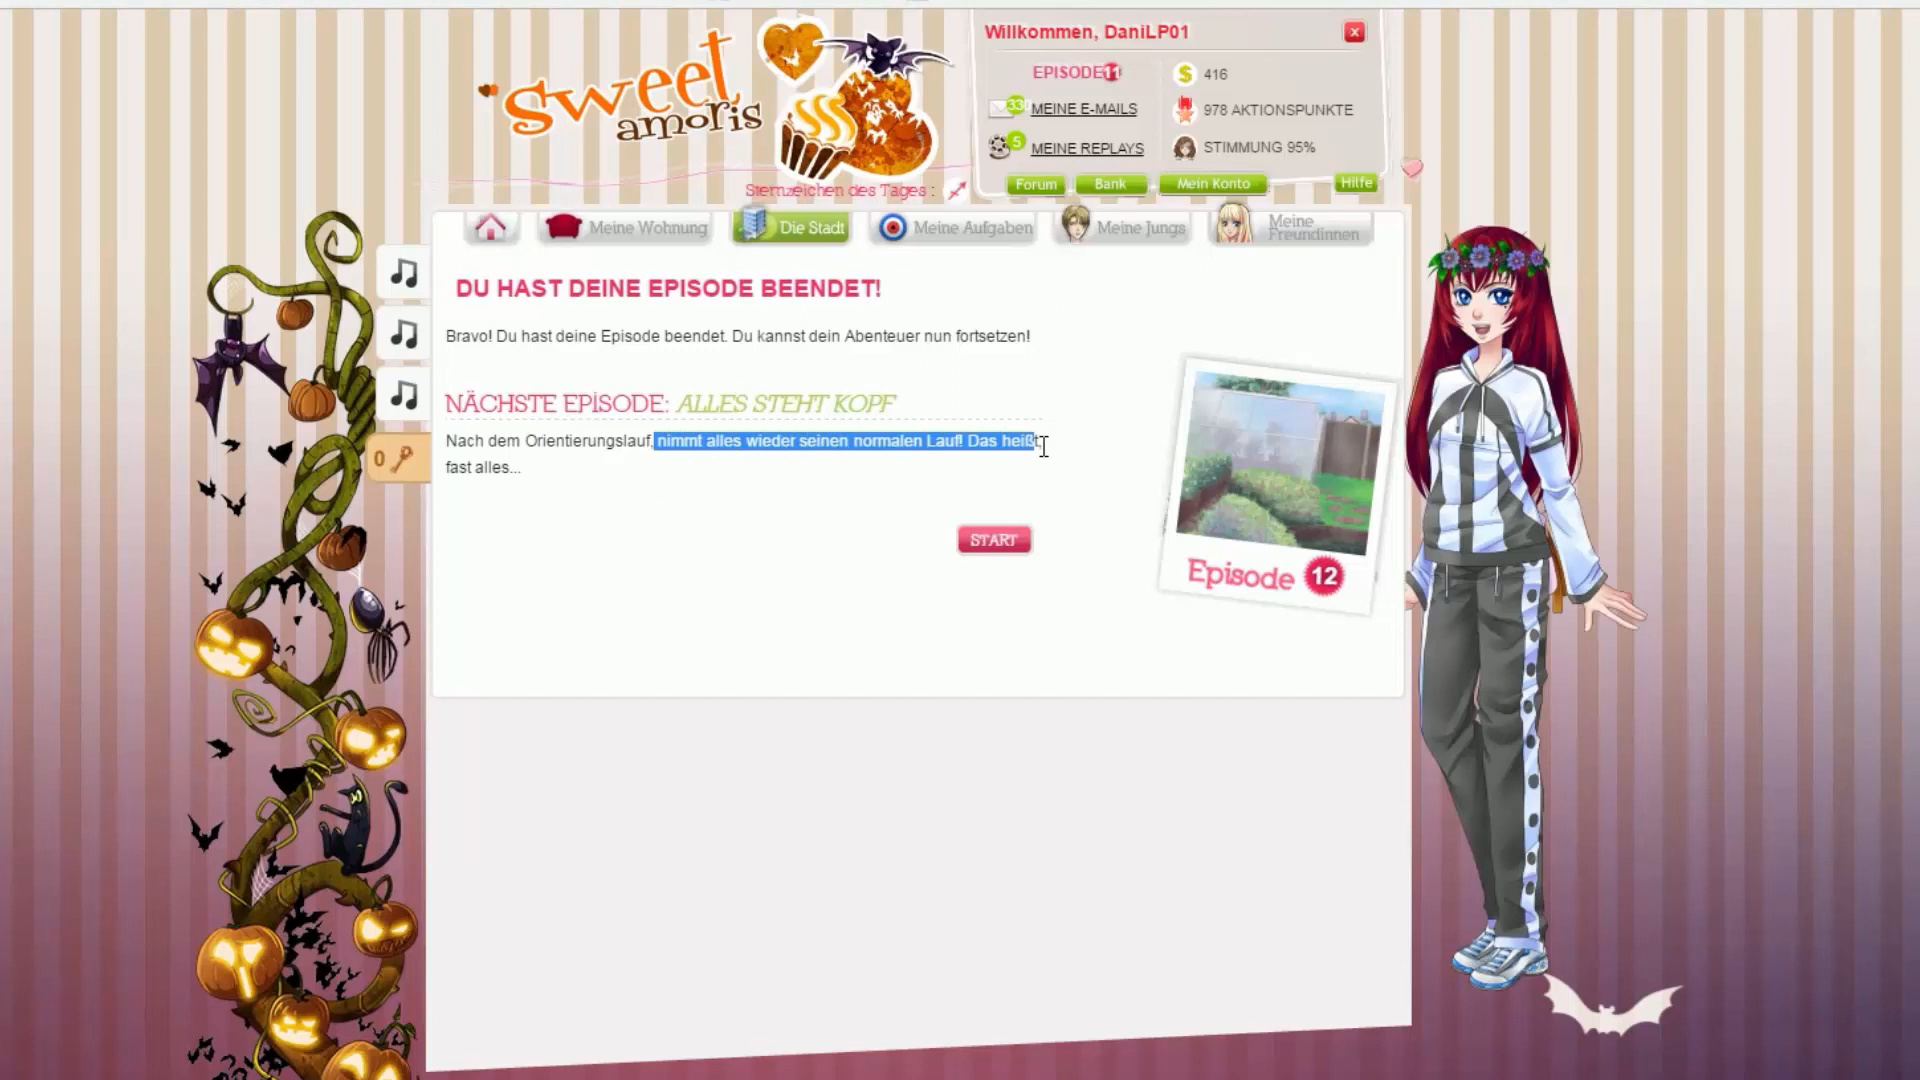 sweet amoris
Willkommen, DaniLP01
EPISODE 11
416
33
MEINE E-MAILS
978 AKTIONSPUNKTE
5
MEINE REPLAYS
STIMMUNG 95%
Sternzeichen des Tages :
Forum
Bank
Mein Konto
Hilfe
Meine Wohnung
Die Stadt
Meine Aufgaben
Meine Jungs
Meine Freundinnen
DU HAST DEINE EPISODE BEENDET!
Bravo! Du hast deine Episode beendet. Du kannst dein Abenteuer nun fortsetzen!
NÄCHSTE EPISODE: ALLES STEHT KOPF
Nach dem Orientierungslauf, nimmt alles wieder seinen normalen Lauf! Das heißt,
fast alles...
0
START
Episode 12